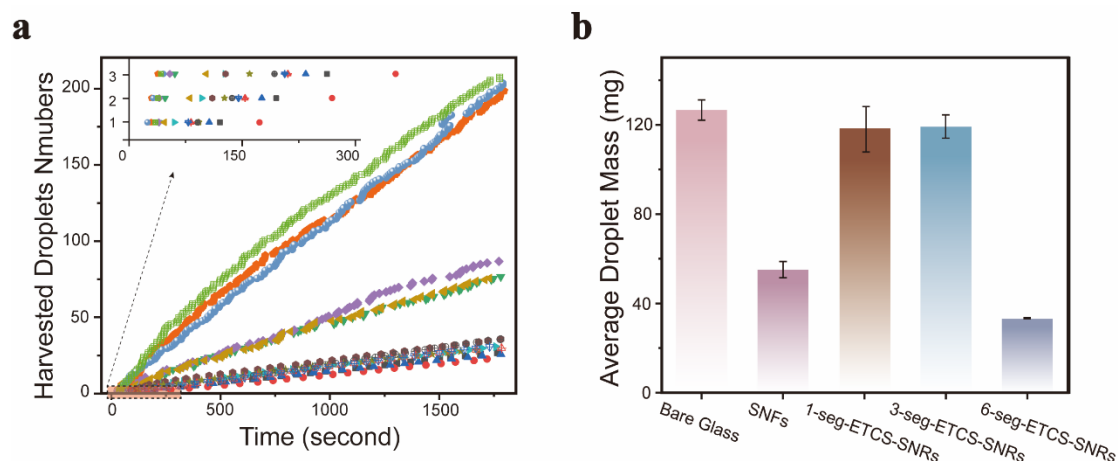 a
b
Harvested Droplets Nmubers
200
150
100
50
0
3
2
1
0
150
300
0
500
1000
1500
Time (second)
Average Droplet Mass (mg)
120
80
40
0
Bare Glass
SNFs
1-seg-ETCS-SNRs
3-seg-ETCS-SNRs
6-seg-ETCS-SNRs